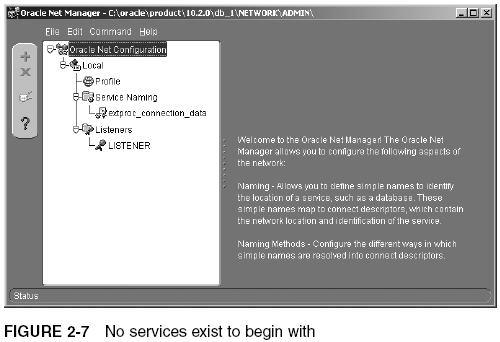 Oracle Net Manager - C:\oracle\product\10.2.0\db_1\NETWORK\ADMIN\
File Edit Command Help
Oracle Net Configuration
Local
Profile
Service Naming
extproc_connection_data
Listeners
LISTENER
Welcome to the Oracle Net Manager! The Oracle Net
Manager allows you to configure the following aspects of
the network:
Naming - Allows you to define simple names to identify
the location of a service, such as a database. These
simple names map to connect descriptors, which contain
the network location and identification of the service.
Naming Methods - Configure the different ways in which
simple names are resolved into connect descriptors.
Status
FIGURE 2-7 No services exist to begin with